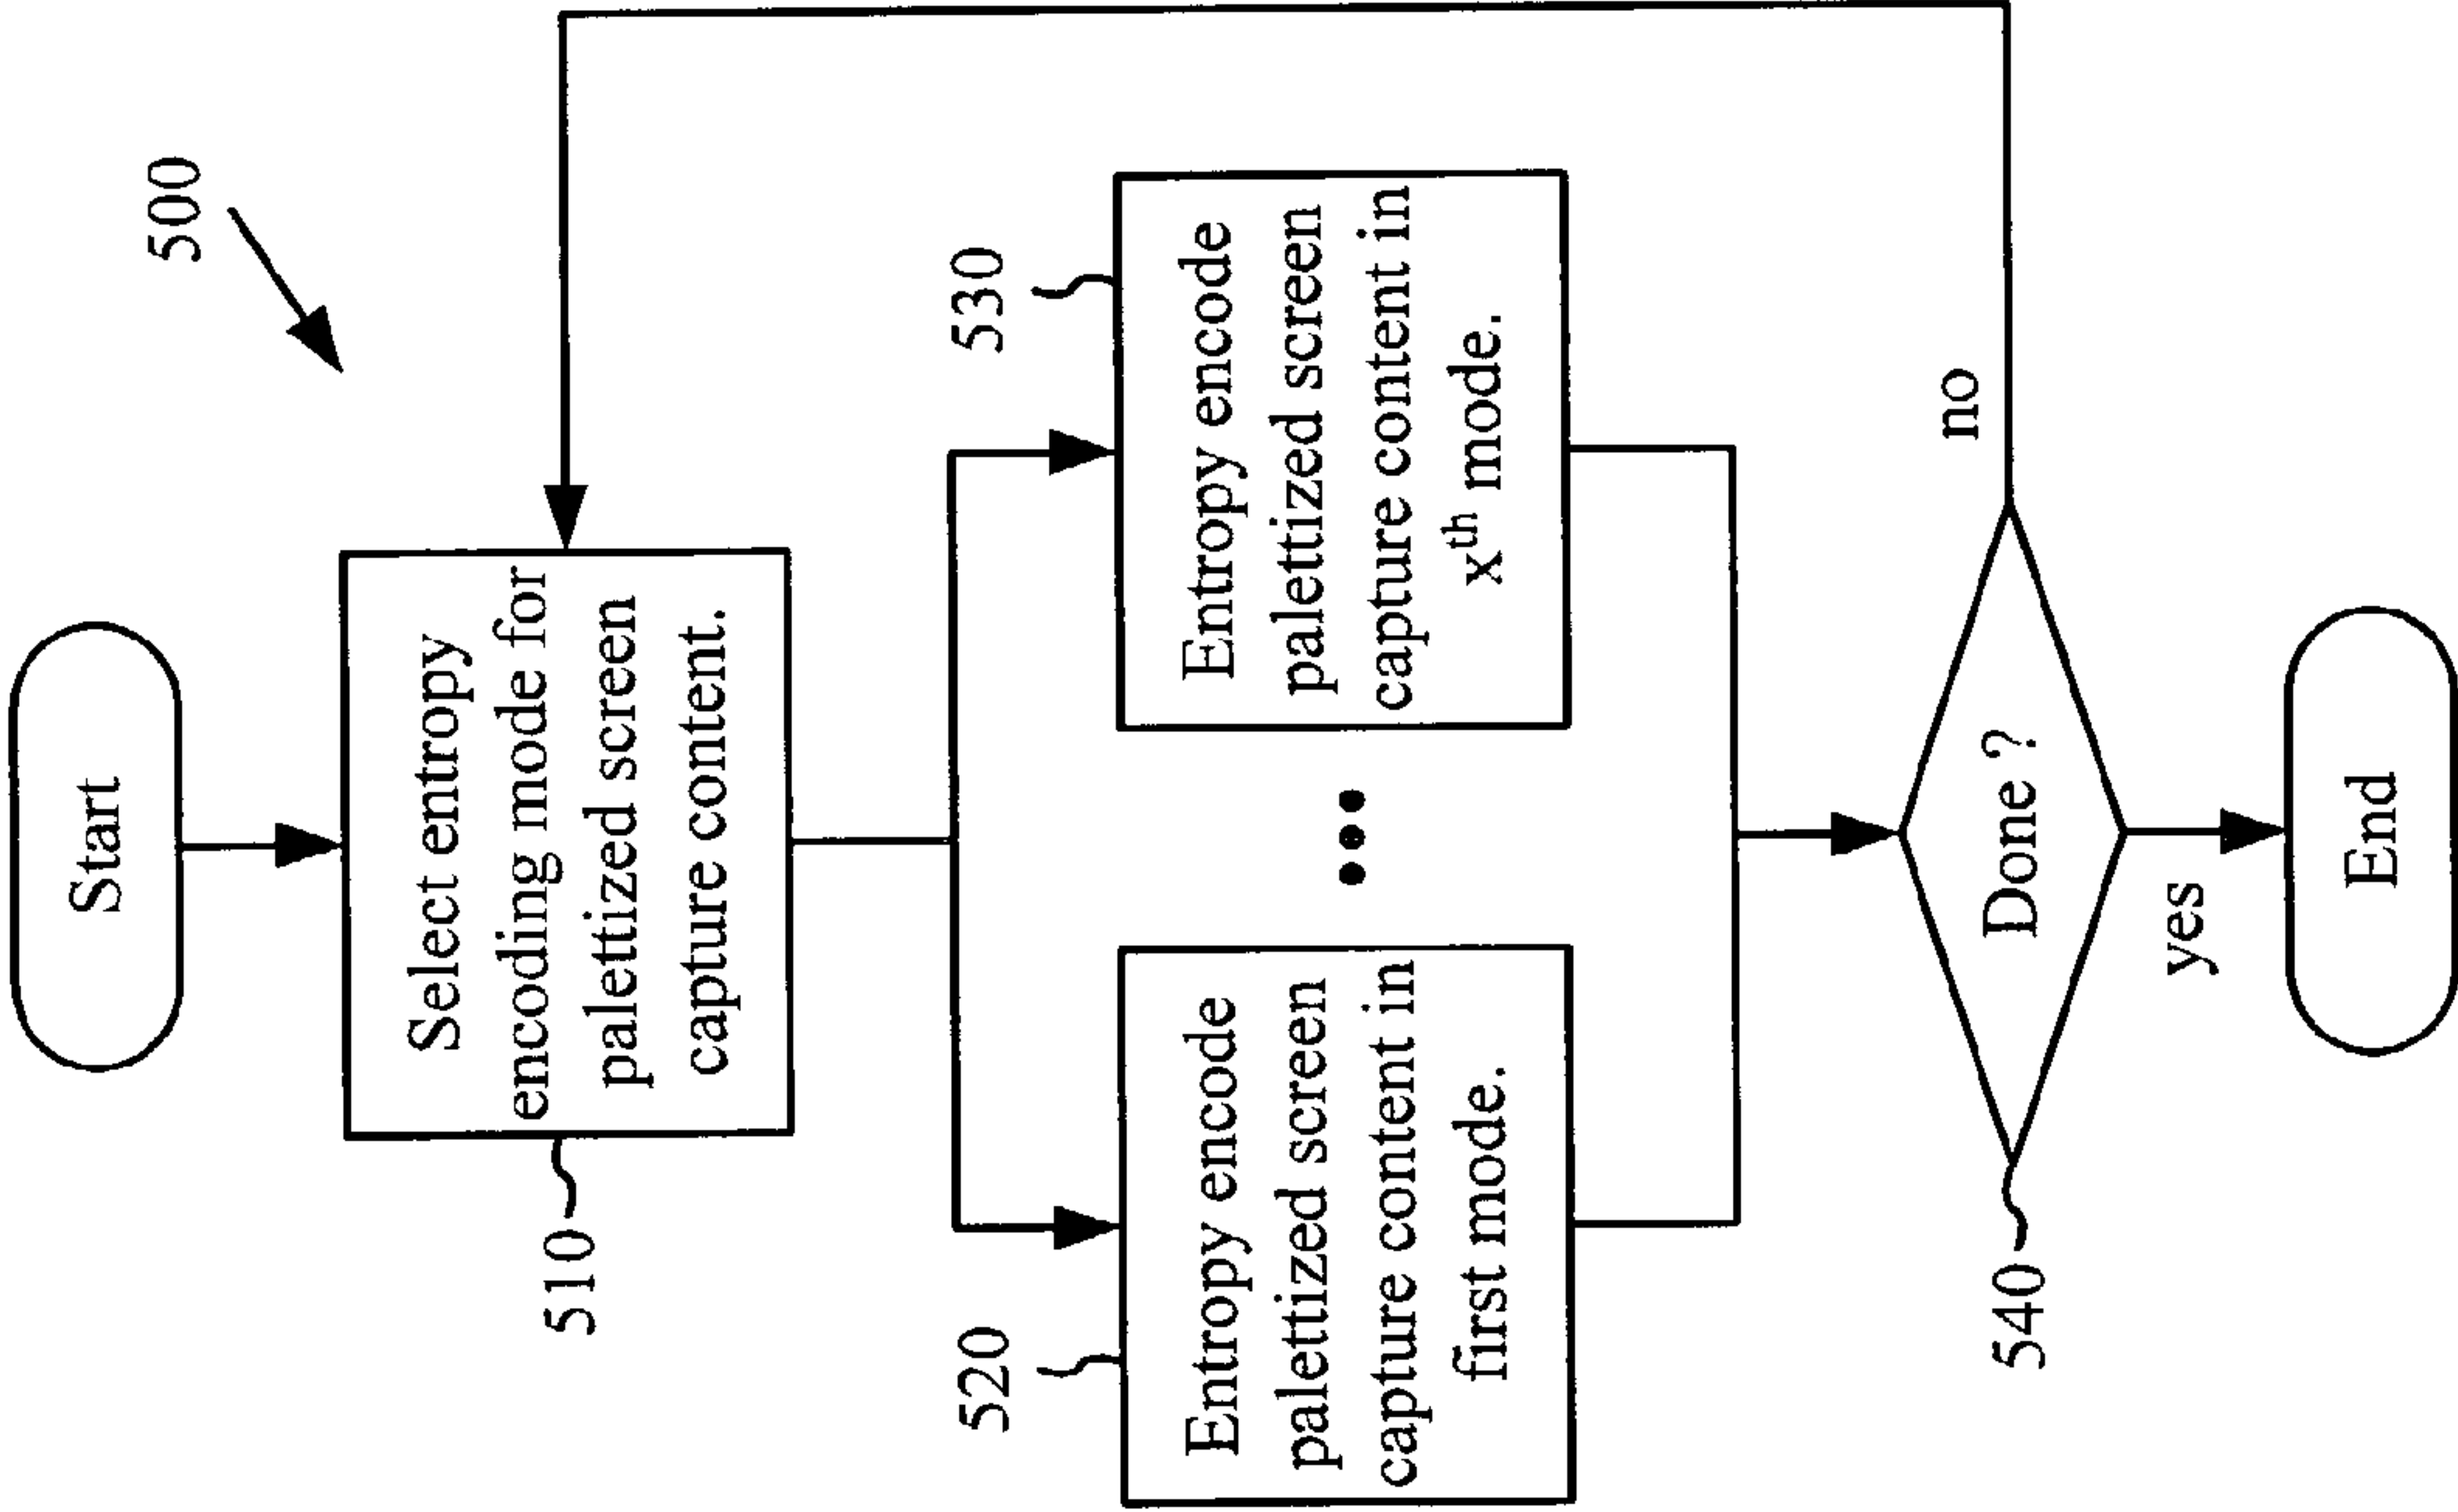 500
Start
510
Select entropy
encoding mode for
palettized screen
capture content.
520
Entropy encode
palettized screen
capture content in
first mode.
...
530
Entropy encode
palettized screen
capture content in
xth mode.
540
Done ?
no
yes
End